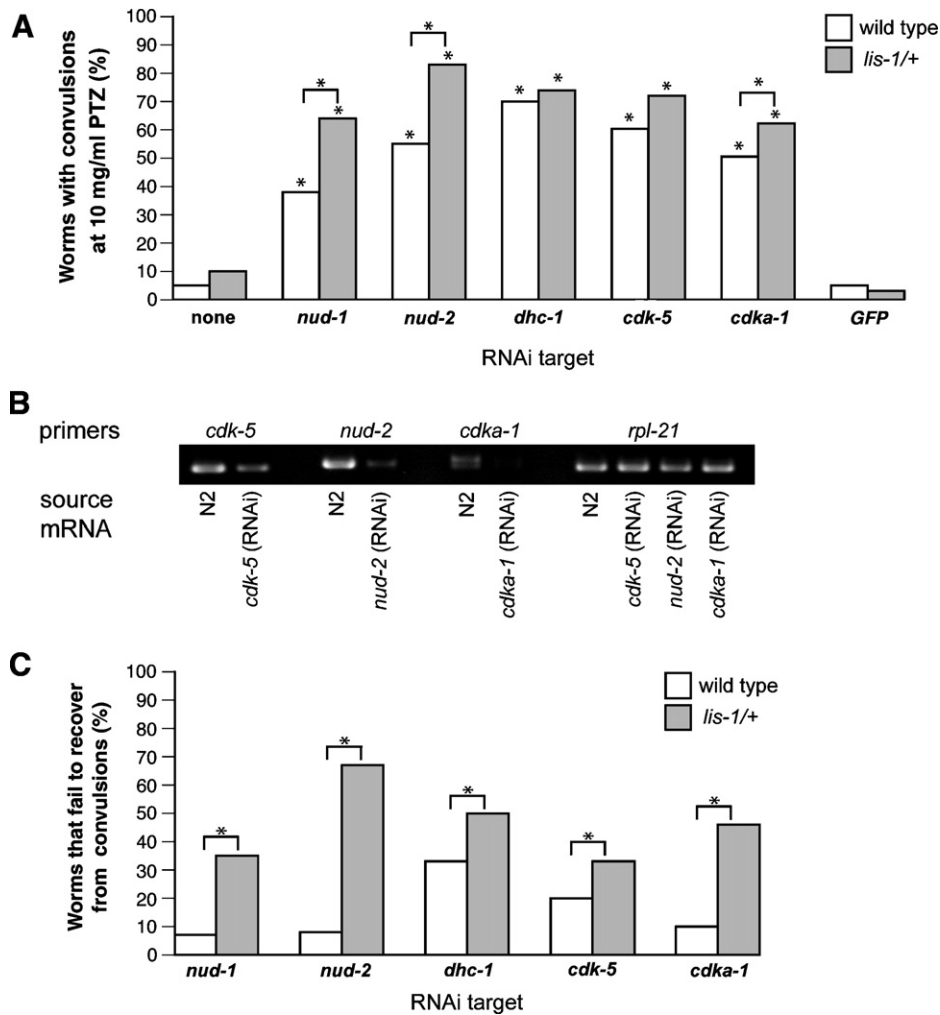 A
Worms with convulsions
at 10 mg/ml PTZ (%)
100
90
80
70
60
50
40
30
20
10
0
* * * * * * * * * * * * *
wild type
lis-1/+
none nud-1 nud-2 dhc-1 cdk-5 cdka-1 GFP
RNAi target
B
primers cdk-5 nud-2 cdka-1 rpl-21
source
mRNA
N2
cdk-5 (RNAi)
N2
nud-2 (RNAi)
N2
cdka-1 (RNAi)
N2
cdk-5 (RNAi)
nud-2 (RNAi)
cdka-1 (RNAi)
C
Worms that fail to recover
from convulsions (%)
100
90
80
70
60
50
40
30
20
10
0
* * * * *
wild type
lis-1/+
nud-1 nud-2 dhc-1 cdk-5 cdka-1
RNAi target